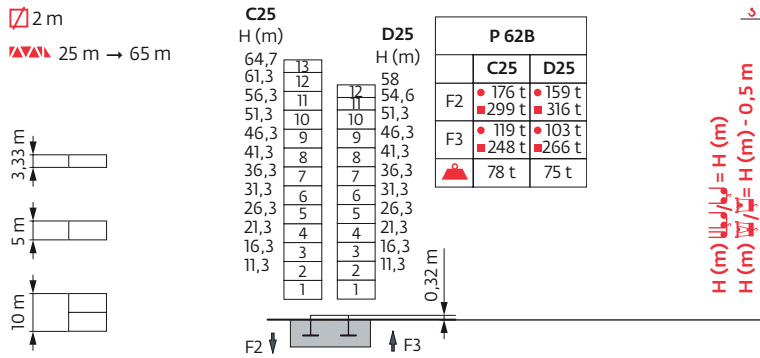 2 m
25 m → 65 m
3,33 m
5 m
10 m
C25
H (m)
64,7
61,3
56,3
51,3
46,3
41,3
36,3
31,3
26,3
21,3
16,3
11,3
13
12
11
10
9
8
7
6
5
4
3
2
1
D25
H (m)
58
54,6
51,3
46,3
41,3
36,3
31,3
26,3
21,3
16,3
11,3
12
11
10
9
8
7
6
5
4
3
2
1
P 62B
C25 D25
F2 ● 176 t ● 159 t
■ 299 t ■ 316 t
F3 ● 119 t ● 103 t
■ 248 t ■ 266 t
78 t 75 t
0,32 m
F2
F3
H (m) / = H (m)
H (m) / = H (m) - 0,5 m